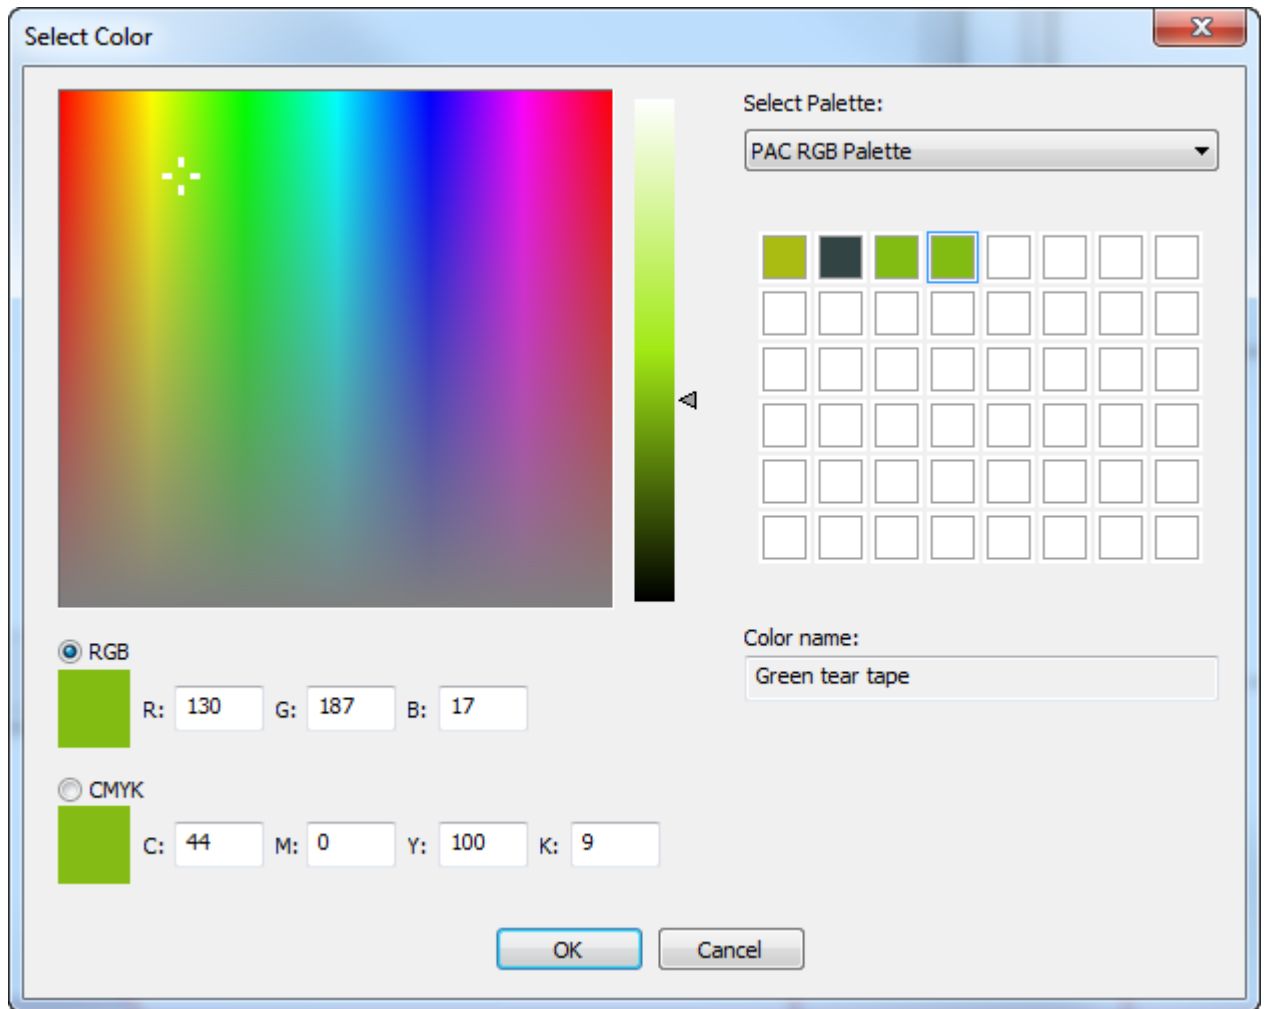 Select Color
Select Palette:
PAC RGB Palette
Color name:
Green tear tape
RGB
R: 130 G: 187 B: 17
CMYK
C: 44 M: 0 Y: 100 K: 9
OK Cancel